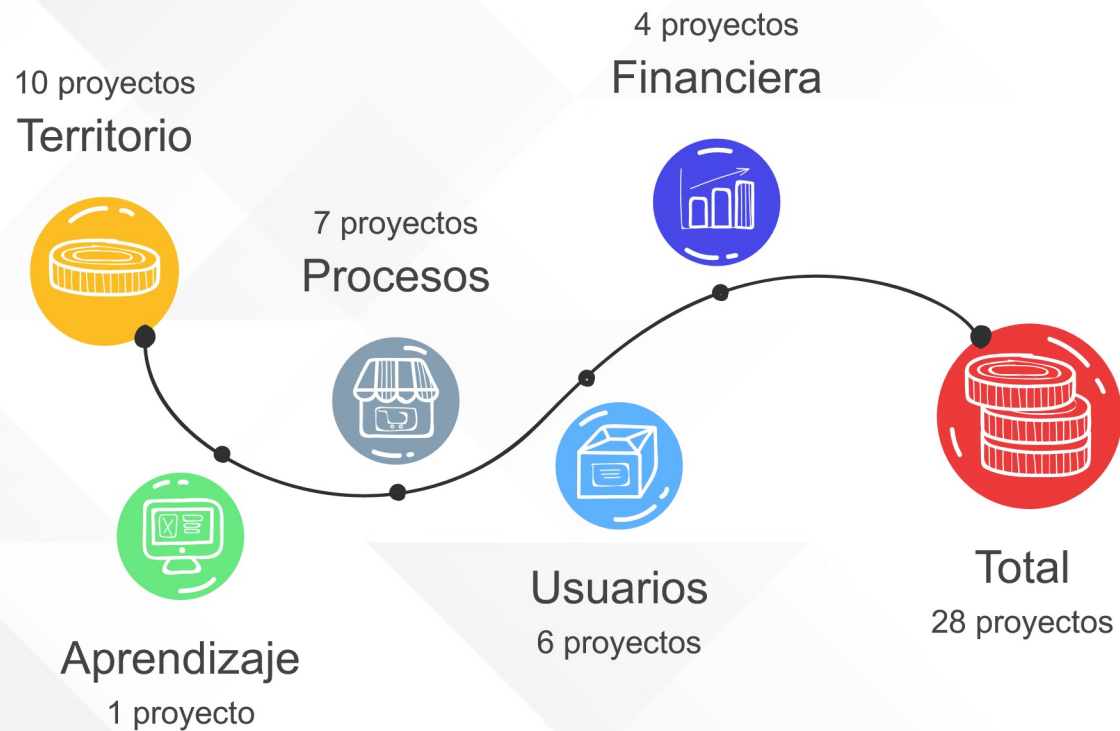 10 proyectos
Territorio
Aprendizaje
1 proyecto
7 proyectos
Procesos
Usuarios
6 proyectos
4 proyectos
Financiera
Total
28 proyectos